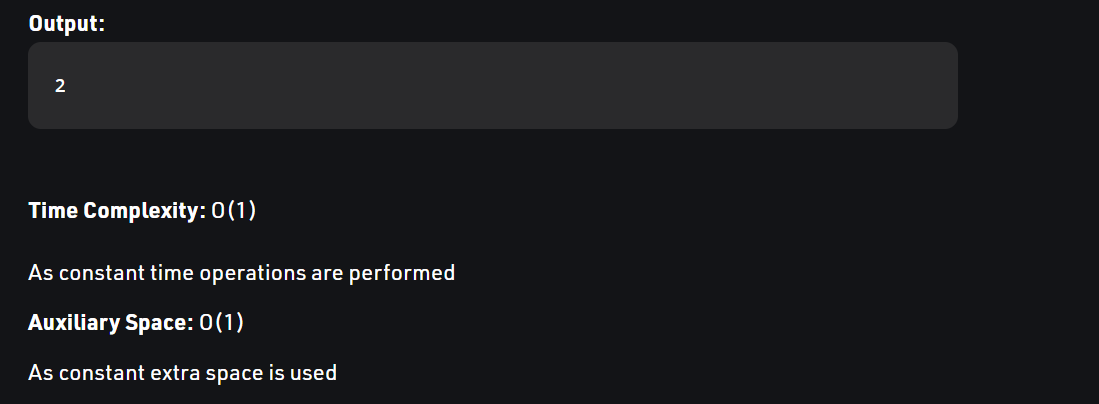 Output:
2
Time Complexity: O(1)
As constant time operations are performed
Auxiliary Space: O(1)
As constant extra space is used